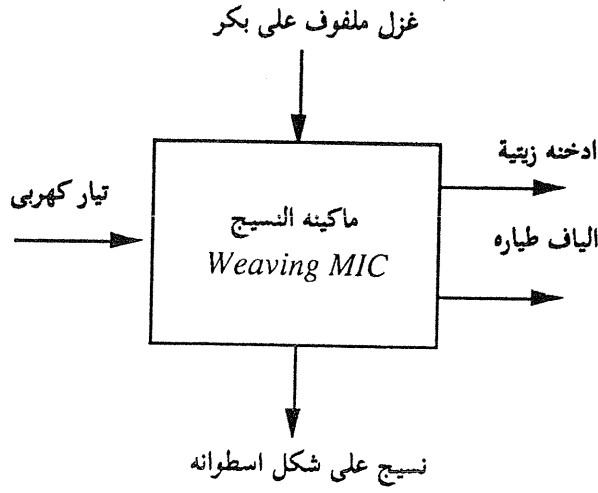 غزل ملفوف على بكر
ادخنه زيتية
تيار كهربى
الياف طياره
ماكينه النسيج
Weaving MIC
نسيج على شكل اسطوانه